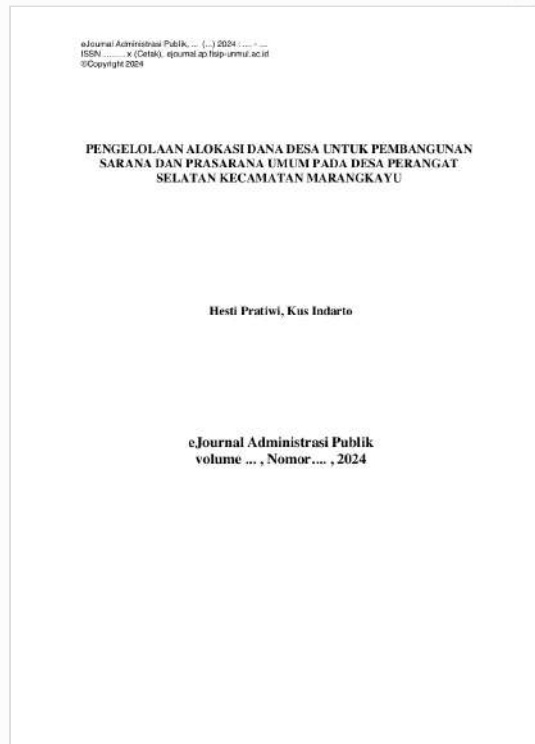 eJournal Administrasi Publik, ... (...) 2024 : .... - ...
ISSN ........ x (Cetak), ejournal.ap.fisip-unmul.ac.id
©Copyright 2024
PENGELOLAAN ALOKASI DANA DESA UNTUK PEMBANGUNAN
SARANA DAN PRASARANA UMUM PADA DESA PERANGAT
SELATAN KECAMATAN MARANGKAYU
Hesti Pratiwi, Kus Indarto
eJournal Administrasi Publik
volume ... , Nomor.... , 2024